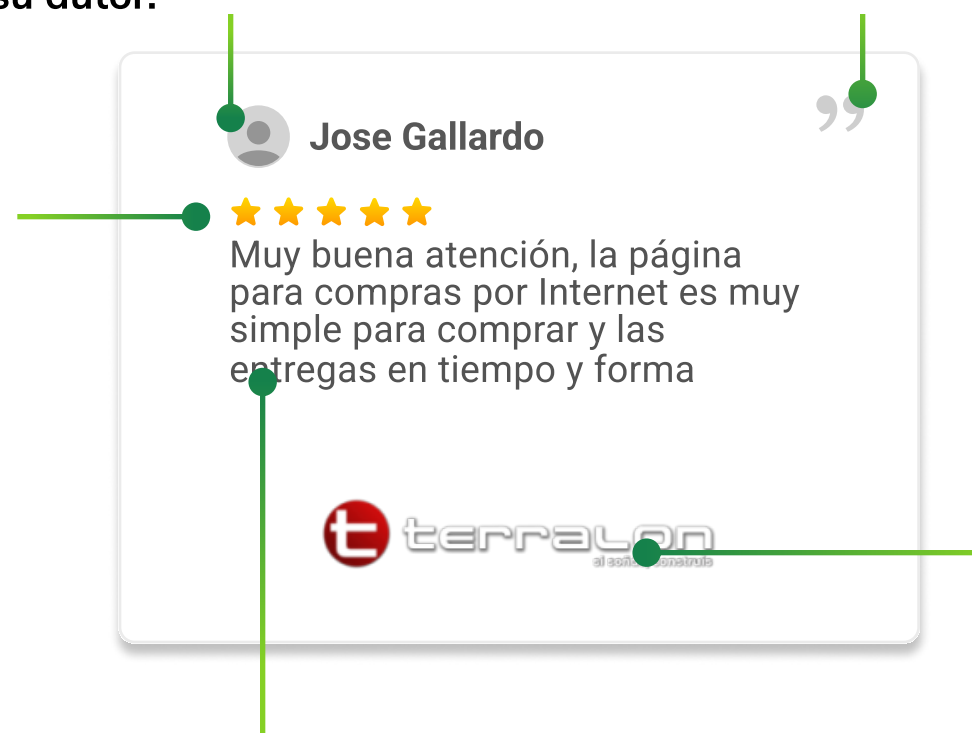 su autor.
Jose Gallardo
Muy buena atención, la página
para compras por Internet es muy
simple para comprar y las
entregas en tiempo y forma
terralon